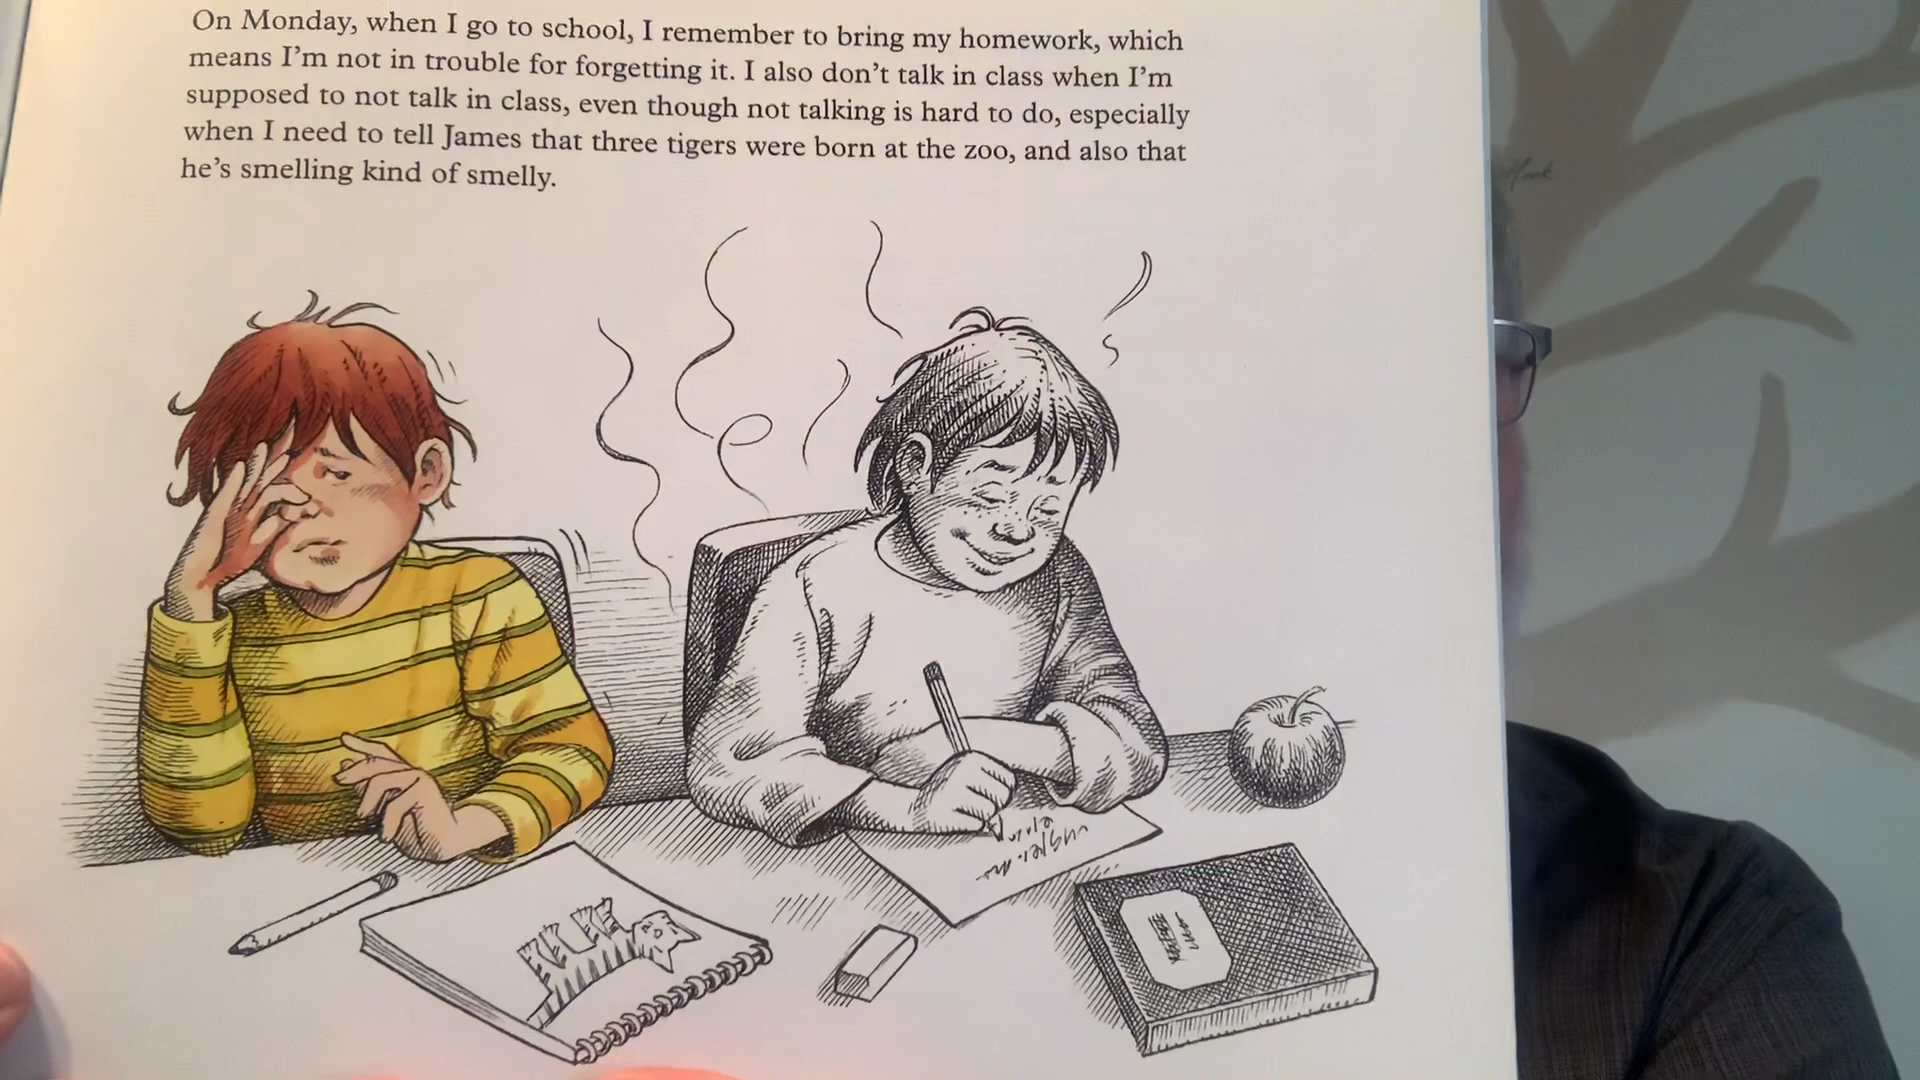 On Monday, when I go to school, I remember to bring my homework, which
means I'm not in trouble for forgetting it. I also don't talk in class when I'm
supposed to not talk in class, even though not talking is hard to do, especially
when I need to tell James that three tigers were born at the zoo, and also that
he's smelling kind of smelly.